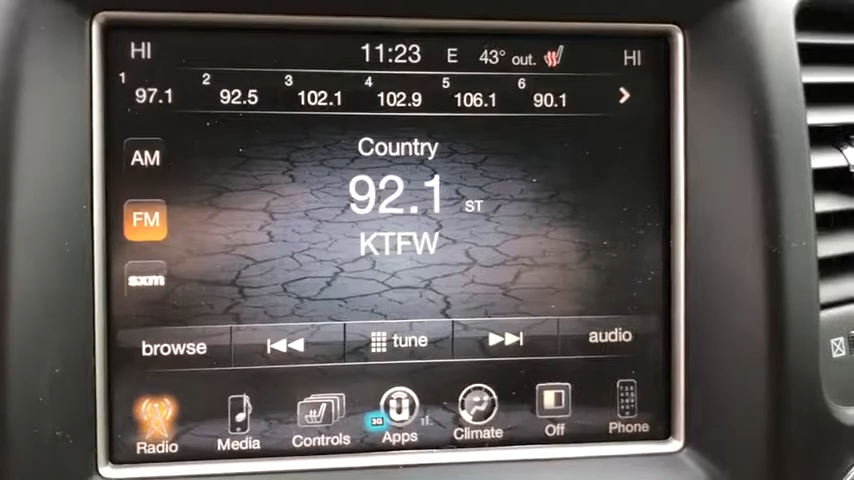 HI 11:23 E 43° out. HI
1 97.1 2 92.5 3 102.1 4 102.9 5 106.1 6 90.1
Country
AM
92.1 ST
FM
KTFW
sxm
browse tune audio
3G
Radio Media Controls Apps Climate Off Phone